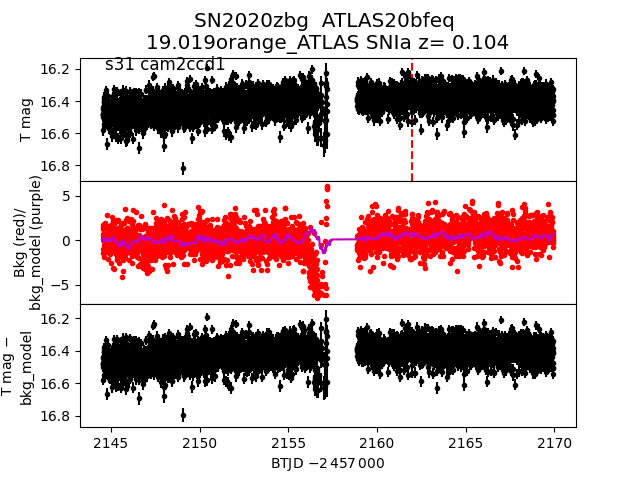 SN2020zbg ATLAS20bfeq
19.019orange_ATLAS SNIa z= 0.104
s31 cam2ccd1
16.2
16.4
16.6
16.8
T mag
5
0
−5
Bkg (red)/
bkg_model (purple)
16.2
16.4
16.6
16.8
T mag −
bkg_model
2145 2150 2155 2160 2165 2170
BTJD −2 457 000